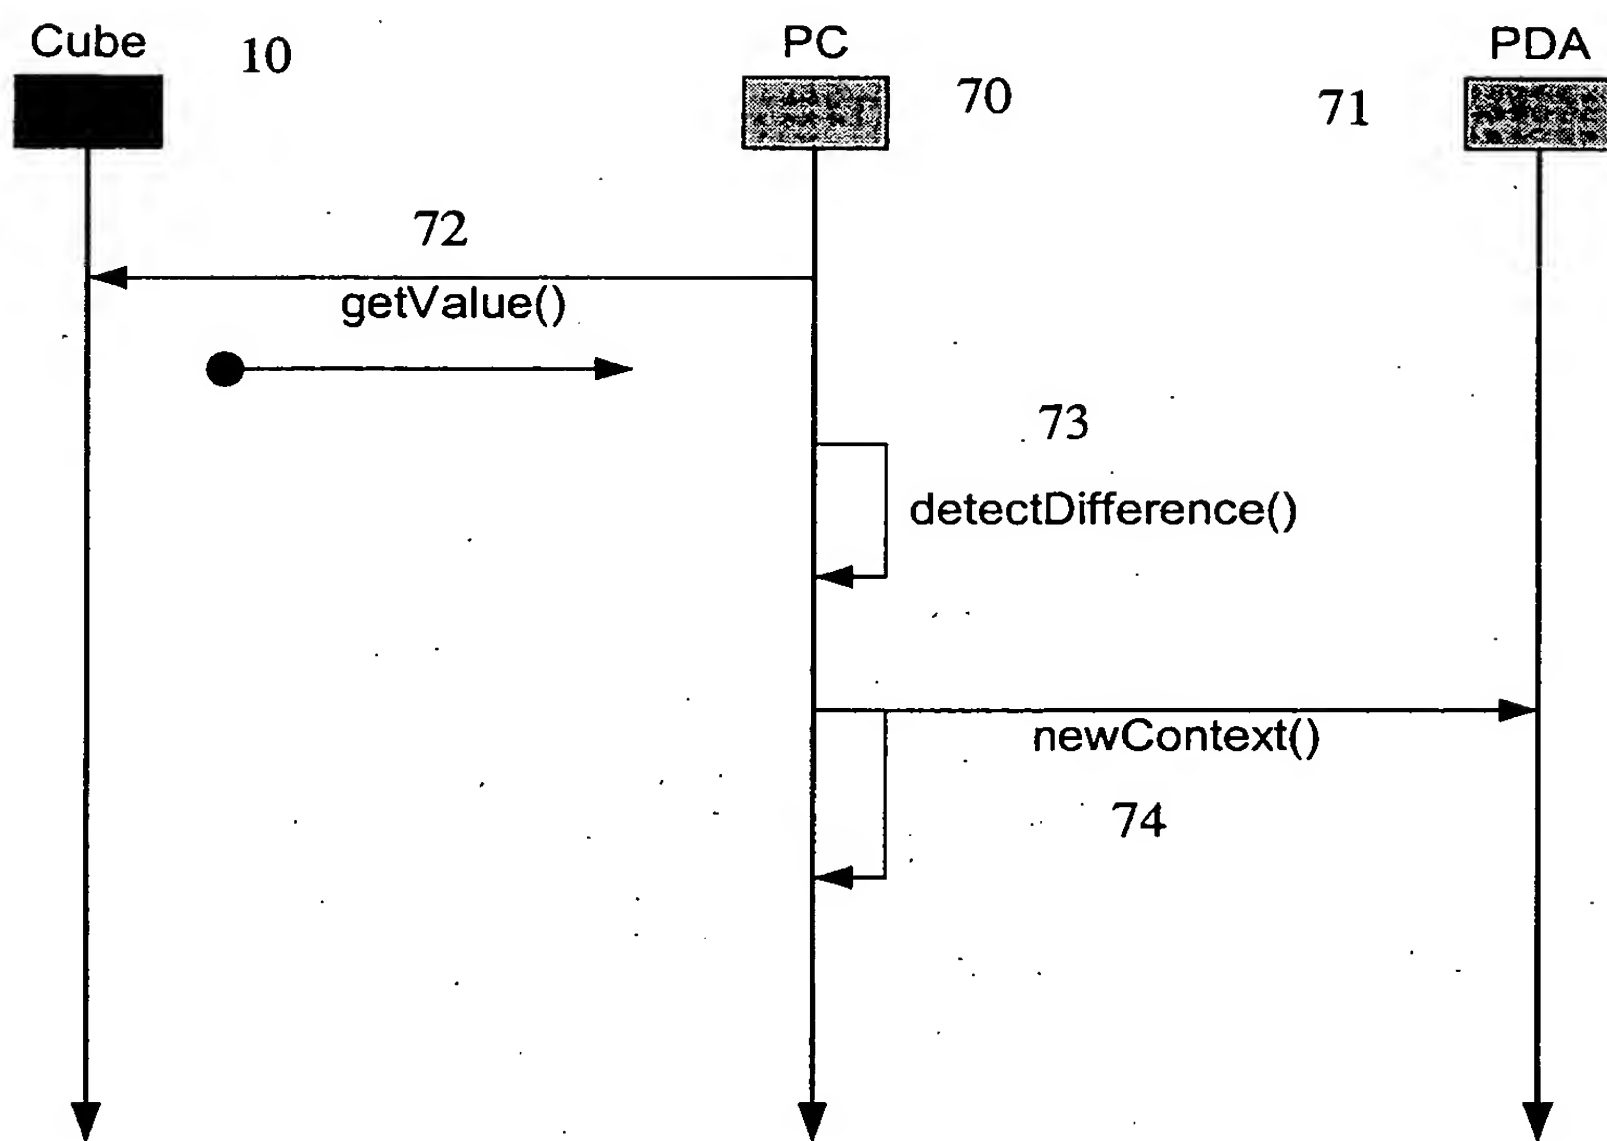 Cube
10
PC
70
71
PDA
72
getValue()
73
detectDifference()
newContext()
74